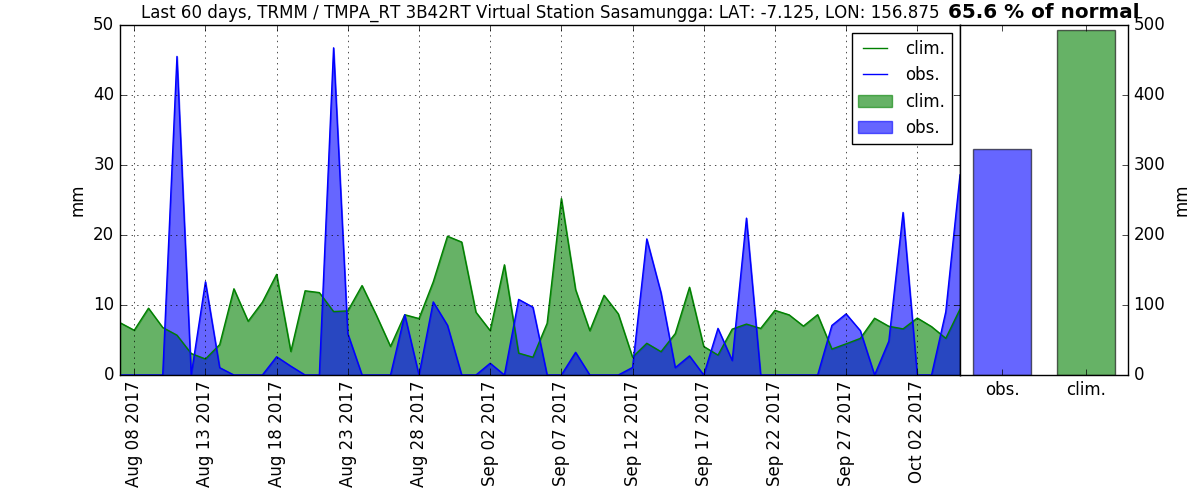 Last 60 days, TRMM / TMPA_RT 3B42RT Virtual Station Sasamungga: LAT: -7.125, LON: 156.875 65.6 % of normal
50
40
30
20
10
0
mm
clim.
obs.
clim.
obs.
500
400
300
200
100
0
mm
Aug 08 2017
Aug 13 2017
Aug 18 2017
Aug 23 2017
Aug 28 2017
Sep 02 2017
Sep 07 2017
Sep 12 2017
Sep 17 2017
Sep 22 2017
Sep 27 2017
Oct 02 2017
obs.
clim.